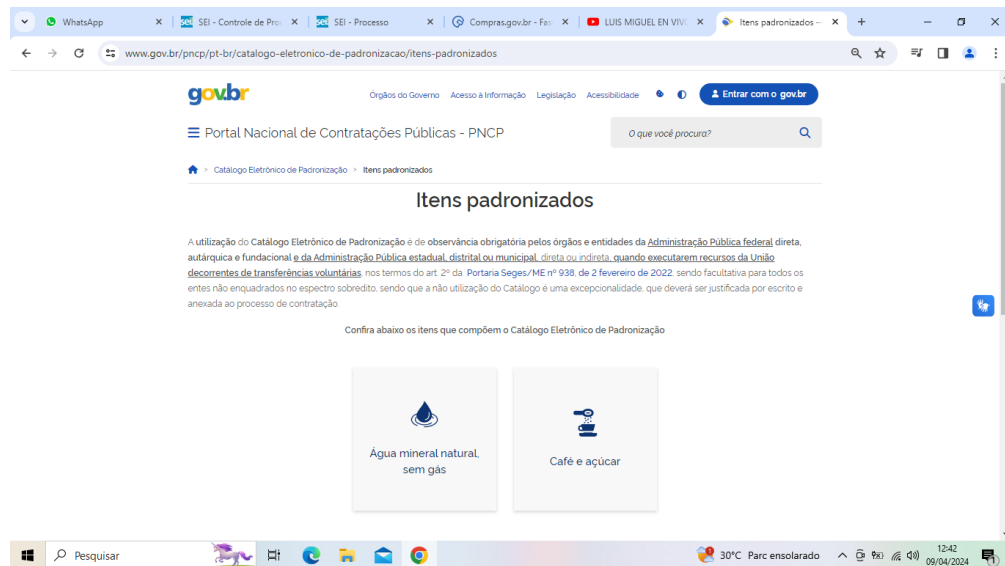 WhatsApp
sei SEI - Controle de Pro
sei SEI - Processo
Compras.gov.br - Fas
LUIS MIGUEL EN VIVO
Itens padronizados —
www.gov.br/pncp/pt-br/catalogo-eletronico-de-padronizacao/itens-padronizados
gov.br
Órgãos do Governo Acesso à Informação Legislação Acessibilidade
Entrar com o gov.br
Portal Nacional de Contratações Públicas - PNCP
O que você procura?
> Catálogo Eletrônico de Padronização > Itens padronizados
Itens padronizados
A utilização do Catálogo Eletrônico de Padronização é de observância obrigatória pelos órgãos e entidades da Administração Pública federal direta,
autárquica e fundacional e da Administração Pública estadual, distrital ou municipal, direta ou indireta, quando executarem recursos da União
decorrentes de transferências voluntárias, nos termos do art. 2º da Portaria Seges/ME nº 938, de 2 fevereiro de 2022, sendo facultativa para todos os
entes não enquadrados no espectro sobredito, sendo que a não utilização do Catálogo é uma excepcionalidade, que deverá ser justificada por escrito e
anexada ao processo de contratação.
Confira abaixo os itens que compõem o Catálogo Eletrônico de Padronização
Água mineral natural,
sem gás
Café e açúcar
Pesquisar
30°C Parc ensolarado
12:42
09/04/2024